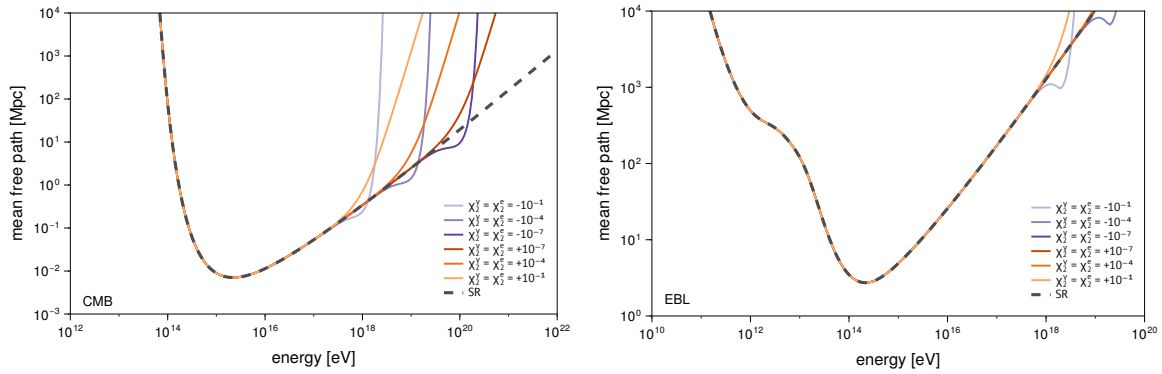 mean free path [Mpc]
10⁴
10³
10²
10¹
10⁰
10⁻¹
10⁻²
10⁻³
χ₂^γ = χ₂^e = -10⁻¹
χ₂^γ = χ₂^e = -10⁻⁴
χ₂^γ = χ₂^e = -10⁻⁷
χ₂^γ = χ₂^e = +10⁻⁷
χ₂^γ = χ₂^e = +10⁻⁴
χ₂^γ = χ₂^e = +10⁻¹
SR
CMB
10¹² 10¹⁴ 10¹⁶ 10¹⁸ 10²⁰ 10²²
energy [eV]
mean free path [Mpc]
10⁴
10³
10²
10¹
10⁰
χ₂^γ = χ₂^e = -10⁻¹
χ₂^γ = χ₂^e = -10⁻⁴
χ₂^γ = χ₂^e = -10⁻⁷
χ₂^γ = χ₂^e = +10⁻⁷
χ₂^γ = χ₂^e = +10⁻⁴
χ₂^γ = χ₂^e = +10⁻¹
SR
EBL
10¹⁰ 10¹² 10¹⁴ 10¹⁶ 10¹⁸ 10²⁰
energy [eV]